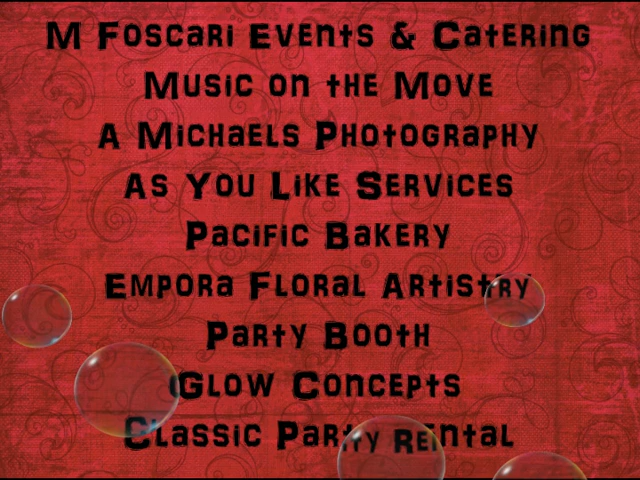 M Foscari Events & Catering
Music on the Move
A Michaels Photography
As You Like Services
Pacific Bakery
Empora Floral Artistry
Party Booth
Glow Concepts
Classic Party Rental